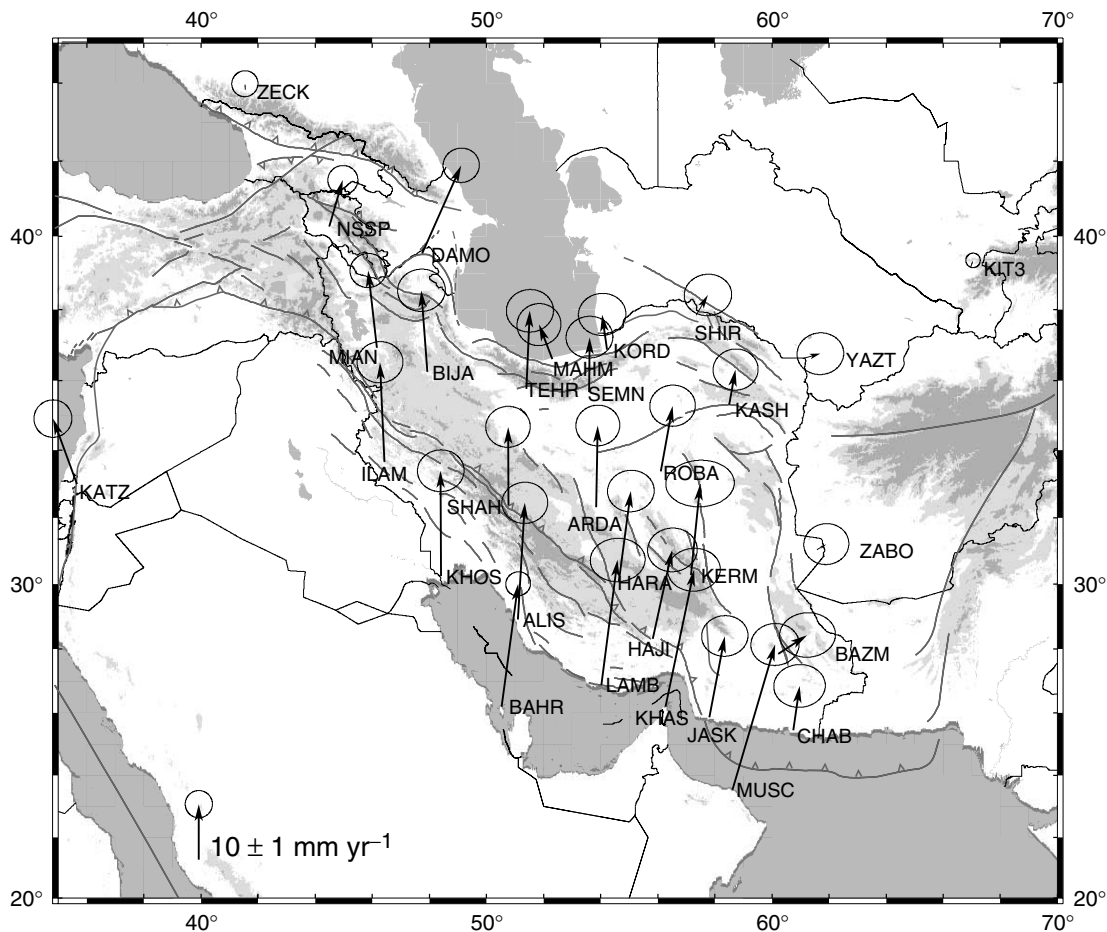 40° 50° 60° 70°
ZECK
NSSP
40° 40°
DAMO
KIT3
SHIR
MIAN
KORD
YAZT
MAHM
BIJA
TEHR
SEMN
KASH
ILAM
ROBA
KATZ
SHAH
ARDA
ZABO
30° KHOS HARA KERM 30°
ALIS
HAJI
BAZM
LAMB
BAHR
KHAS
JASK
CHAB
MUSC
10 ± 1 mm yr⁻¹
20° 20°
40° 50° 60° 70°